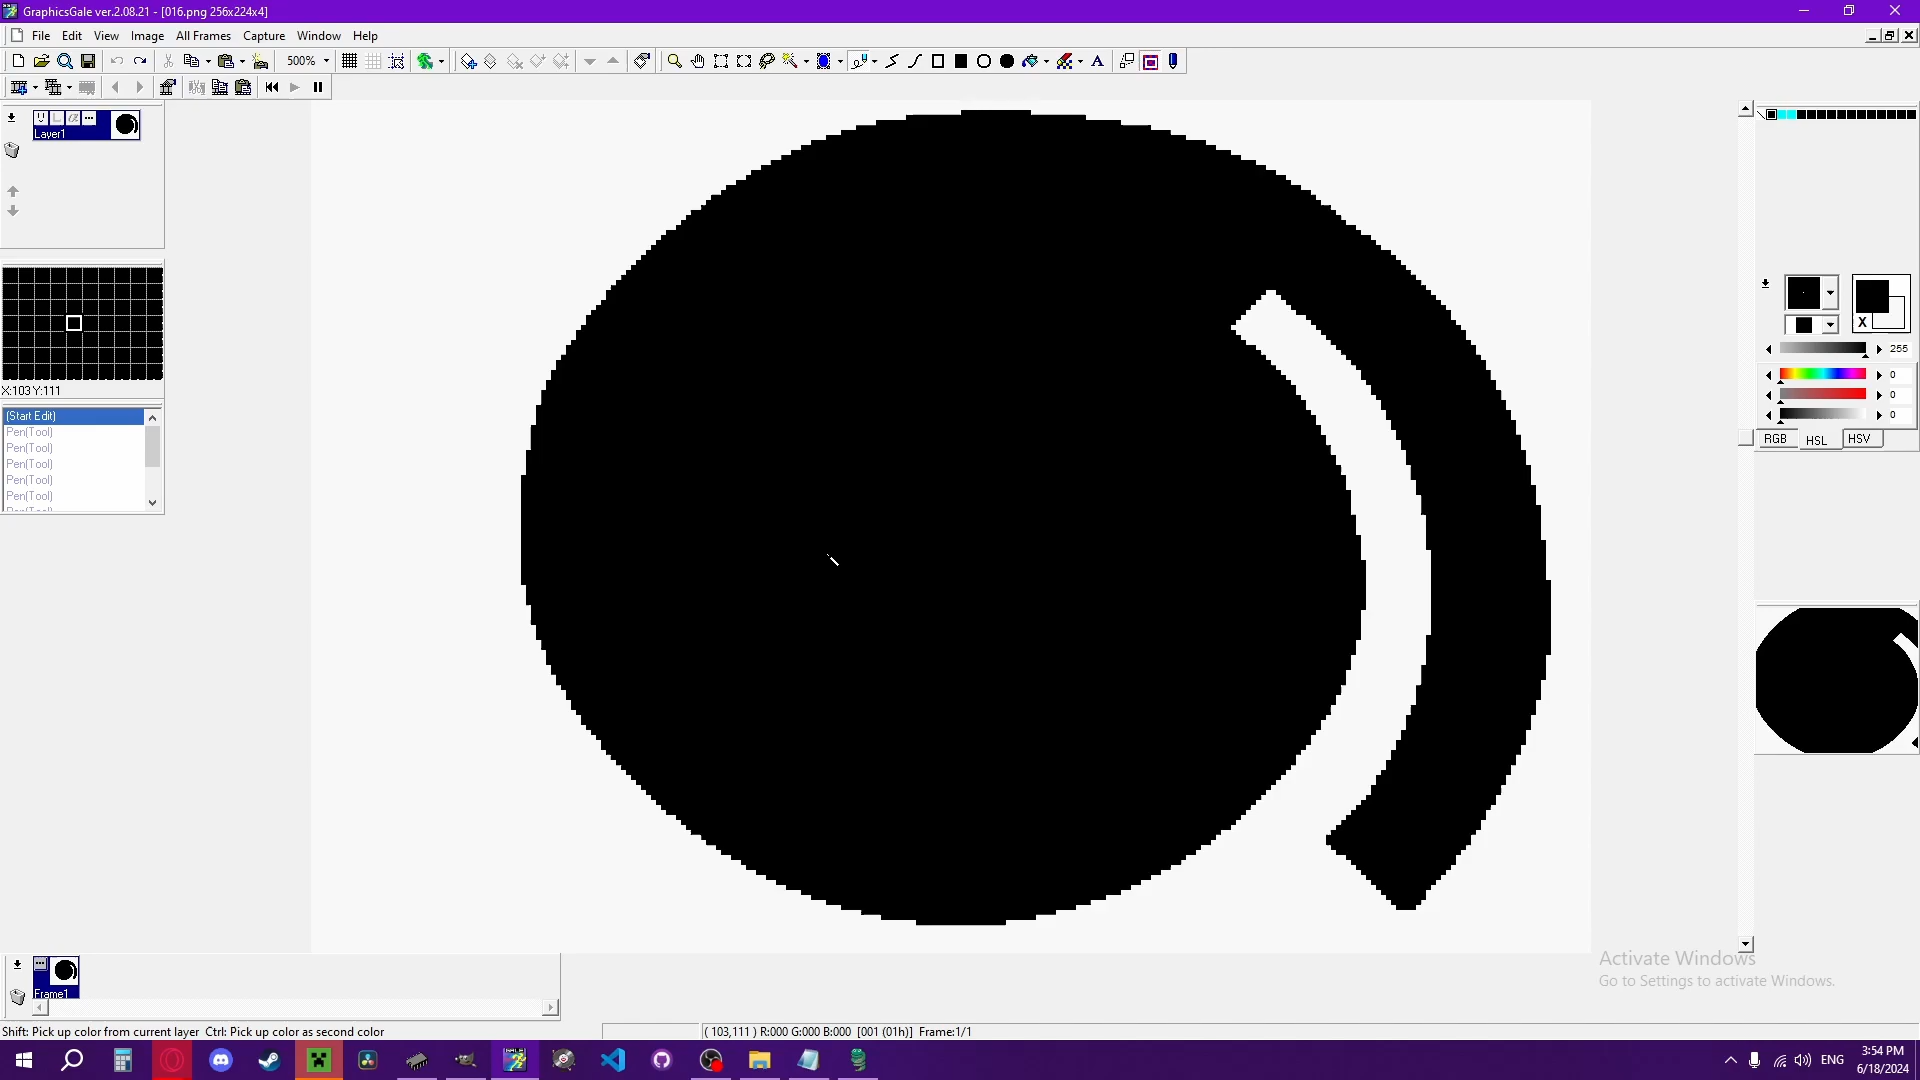 GraphicsGale ver.2.08.21 - [016.png 256x224x4]
File Edit View Image All Frames Capture Window Help
500%
Layer1
X:103 Y:111
(Start Edit)
Pen(Tool)
Pen(Tool)
Pen(Tool)
Pen(Tool)
Pen(Tool)
X
255
0
0
0
RGB HSL HSV
Frame1
Activate Windows
Go to Settings to activate Windows.
Shift: Pick up color from current layer Ctrl: Pick up color as second color
( 103,111 ) R:000 G:000 B:000 [001 (01h)] Frame:1/1
ENG
3:54 PM
6/18/2024